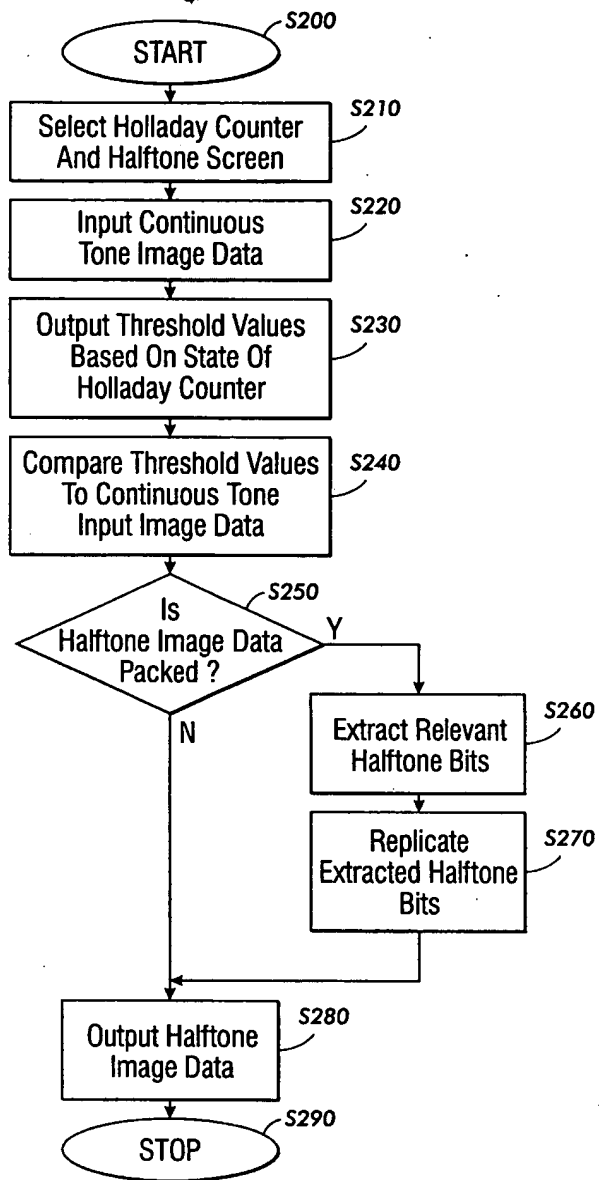 S200
START
S210
Select Holladay Counter
And Halftone Screen
S220
Input Continuous
Tone Image Data
S230
Output Threshold Values
Based On State Of
Holladay Counter
S240
Compare Threshold Values
To Continuous Tone
Input Image Data
S250
Is
Halftone Image Data
Packed ?
Y
N
S260
Extract Relevant
Halftone Bits
S270
Replicate
Extracted Halftone
Bits
S280
Output Halftone
Image Data
S290
STOP